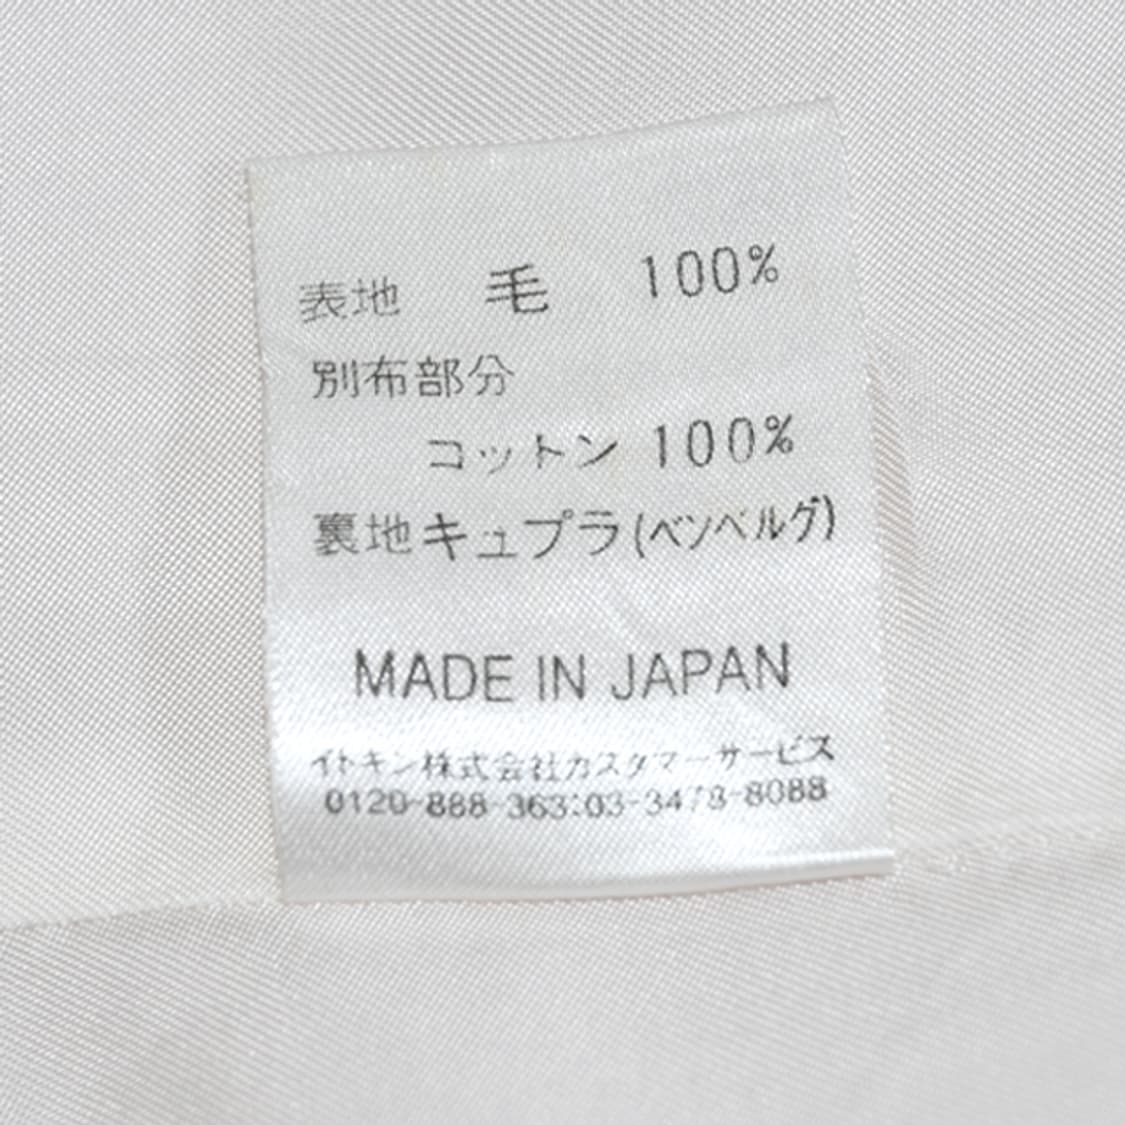 表地 毛 100%
別布部分
コットン 100%
裏地キュプラ(ベンベルグ)
MADE IN JAPAN
イトキン株式会社カスタマーサービス
0120-888-363:03-3478-8088